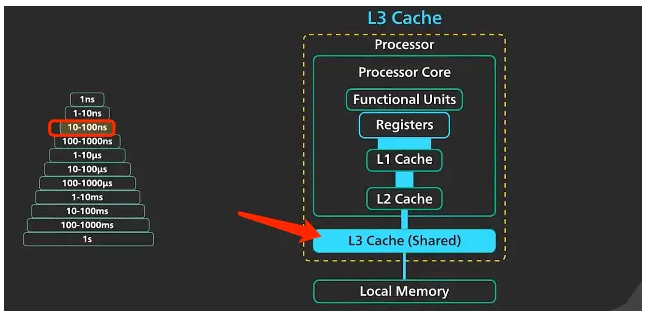 L3 Cache
Processor
Processor Core
Functional Units
Registers
L1 Cache
L2 Cache
L3 Cache (Shared)
Local Memory
1ns
1-10ns
10-100ns
100-1000ns
1-10µs
10-100µs
100-1000µs
1-10ms
10-100ms
100-1000ms
1s